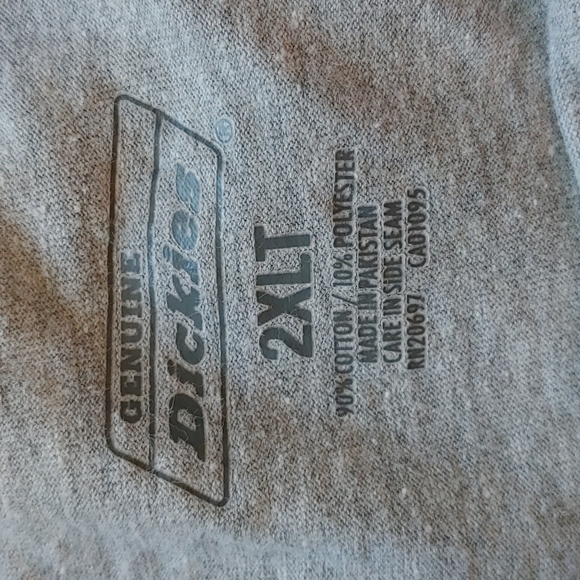 GENUINE
Dickies®
2XLT
90% COTTON / 10% POLYESTER
MADE IN PAKISTAN
CARE IN SIDE SEAM
RN20697 CA01095